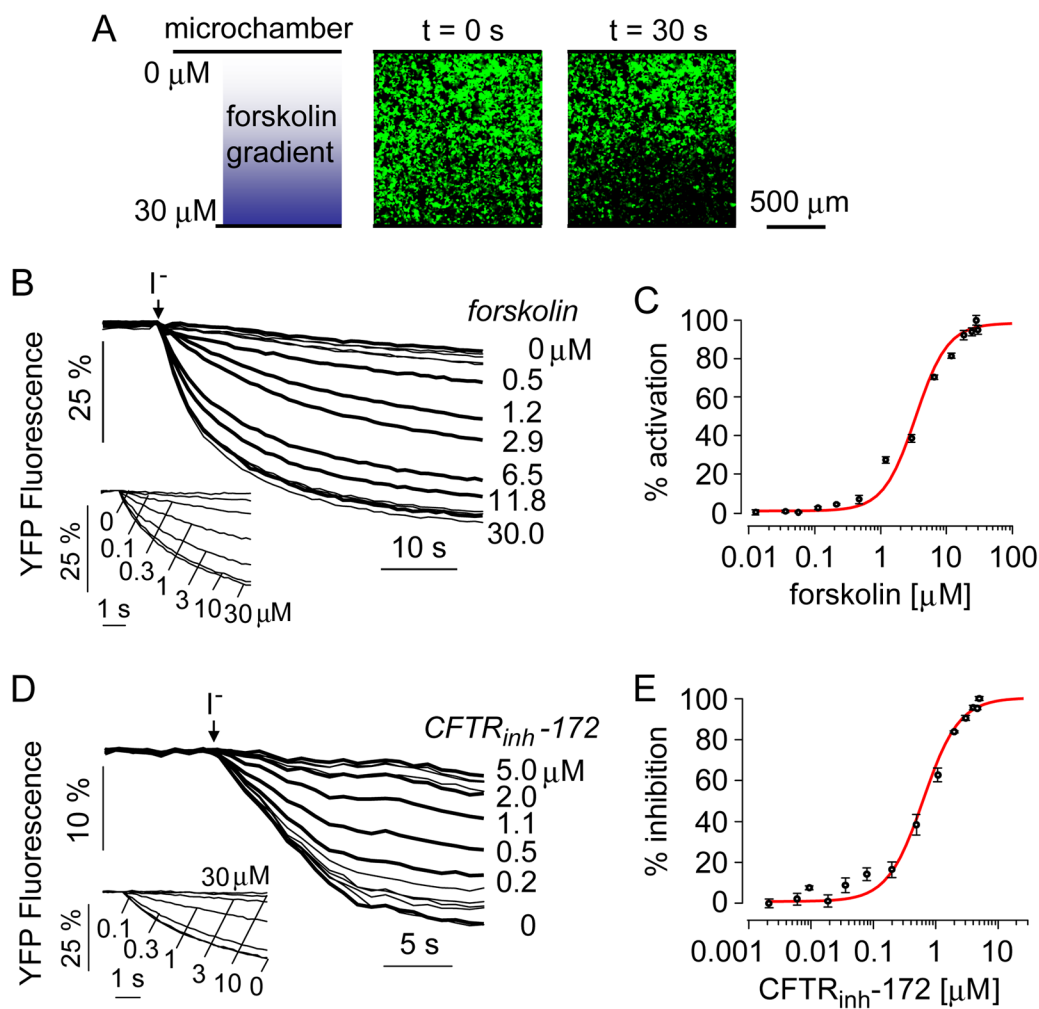 A
microchamber
t = 0 s
t = 30 s
0 μM
forskolin
gradient
30 μM
500 μm
B
I⁻
forskolin
YFP Fluorescence
25 %
0 μM
0.5
1.2
2.9
6.5
11.8
30.0
10 s
25 %
0
0.1
0.3
1
3
10
30 μM
1 s
C
% activation
100
80
60
40
20
0
0.01
0.1
1
10
100
forskolin [μM]
D
I⁻
CFTRinh-172
YFP Fluorescence
10 %
5.0 μM
2.0
1.1
0.5
0.2
0
5 s
25 %
30 μM
0.1
0.3
1
3
10
0
1 s
E
% inhibition
100
80
60
40
20
0
0.001
0.01
0.1
1
10
CFTRinh-172 [μM]